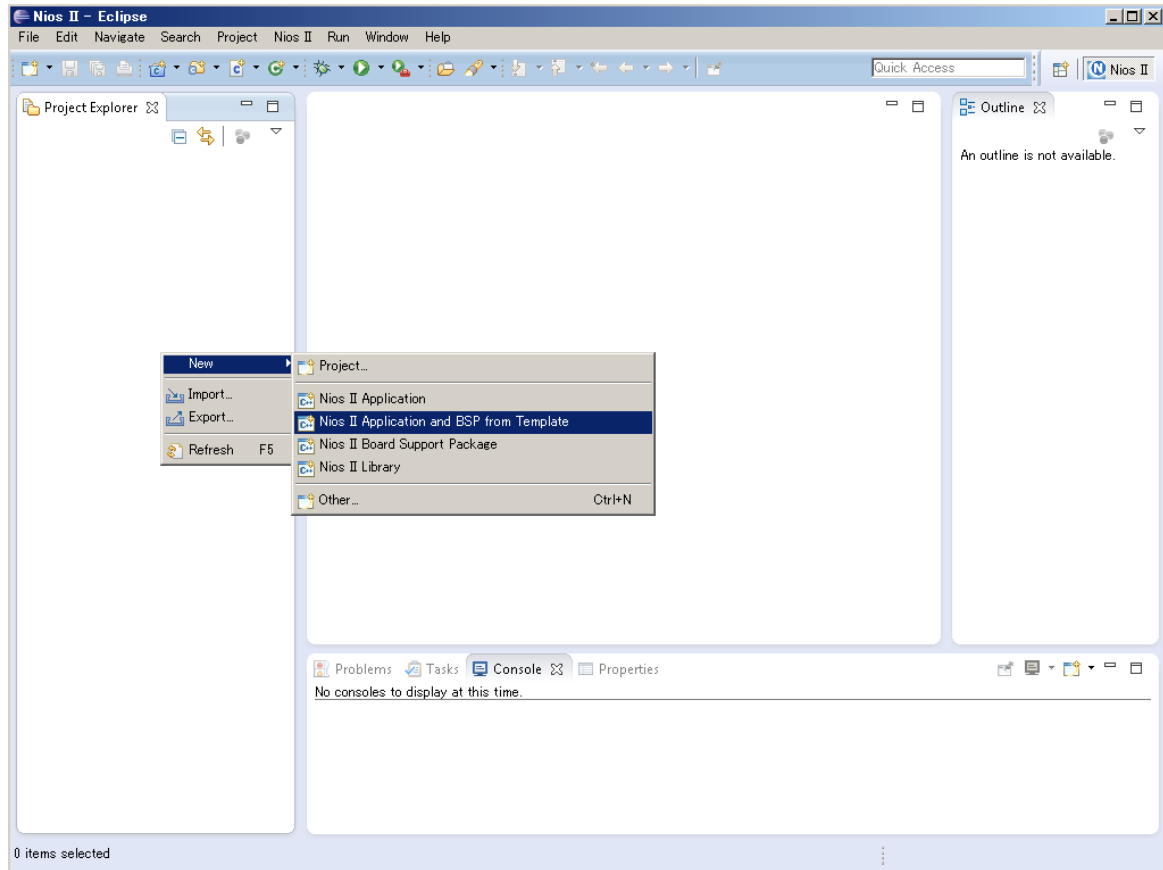 Nios II - Eclipse
File Edit Navigate Search Project Nios II Run Window Help
Quick Access
Nios II
Project Explorer
Outline
An outline is not available.
New
Import...
Export...
Refresh F5
Project...
Nios II Application
Nios II Application and BSP from Template
Nios II Board Support Package
Nios II Library
Other... Ctrl+N
Problems Tasks Console Properties
No consoles to display at this time.
0 items selected